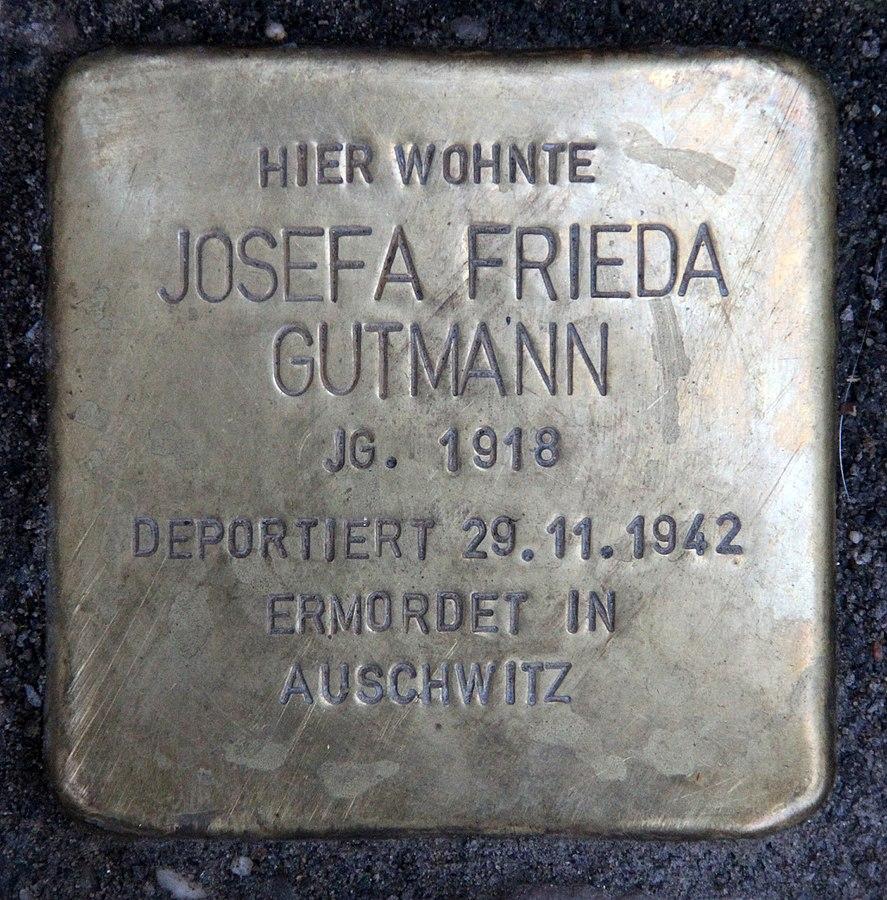 HIER WOHNTE
JOSEFA FRIEDA
GUTMANN
JG. 1918
DEPORTIERT 29.11.1942
ERMORDET IN
AUSCHWITZ